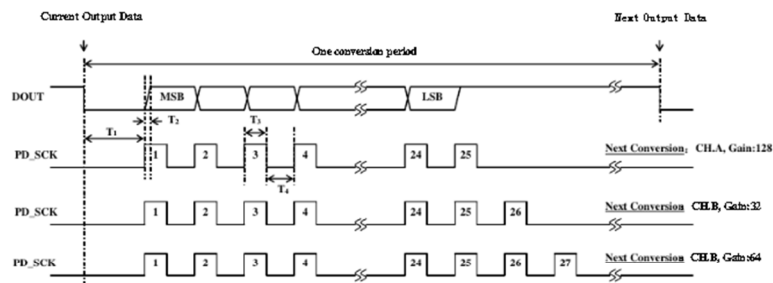 Current Output Data
Next Output Data
One conversion period
DOUT
MSB
LSB
T1
T2
T3
PD_SCK
1
2
3
4
24
25
Next Conversion: CH.A, Gain:128
T4
PD_SCK
1
2
3
4
24
25
26
Next Conversion CH.B, Gain:32
PD_SCK
1
2
3
4
24
25
26
27
Next Conversion CH.B, Gain:64